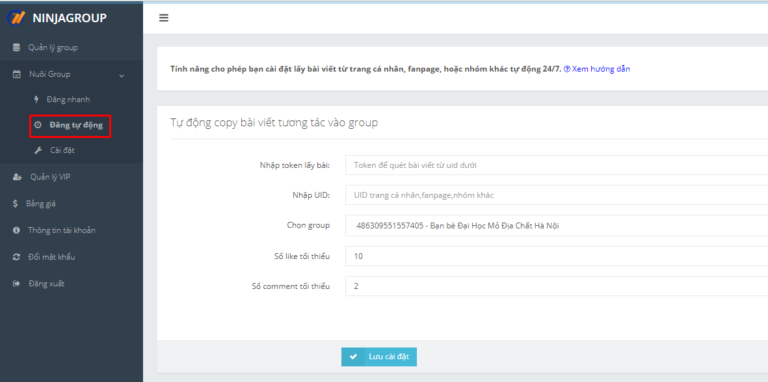 NINJAGROUP
Quản lý group
Nuôi Group
Đăng nhanh
Đăng tự động
Cài đặt
Quản lý VIP
Bảng giá
Thông tin tài khoản
Đổi mật khẩu
Đăng xuất
Tính năng cho phép bạn cài đặt lấy bài viết từ trang cá nhân, fanpage, hoặc nhóm khác tự động 24/7. Xem hướng dẫn
Tự động copy bài viết tương tác vào group
Nhập token lấy bài: Token để quét bài viết từ uid dưới
Nhập UID: UID trang cá nhân,fanpage,nhóm khác
Chọn group 486309551557405 - Bạn bè Đại Học Mỏ Địa Chất Hà Nội
Số like tối thiểu 10
Số comment tối thiểu 2
Lưu cài đặt